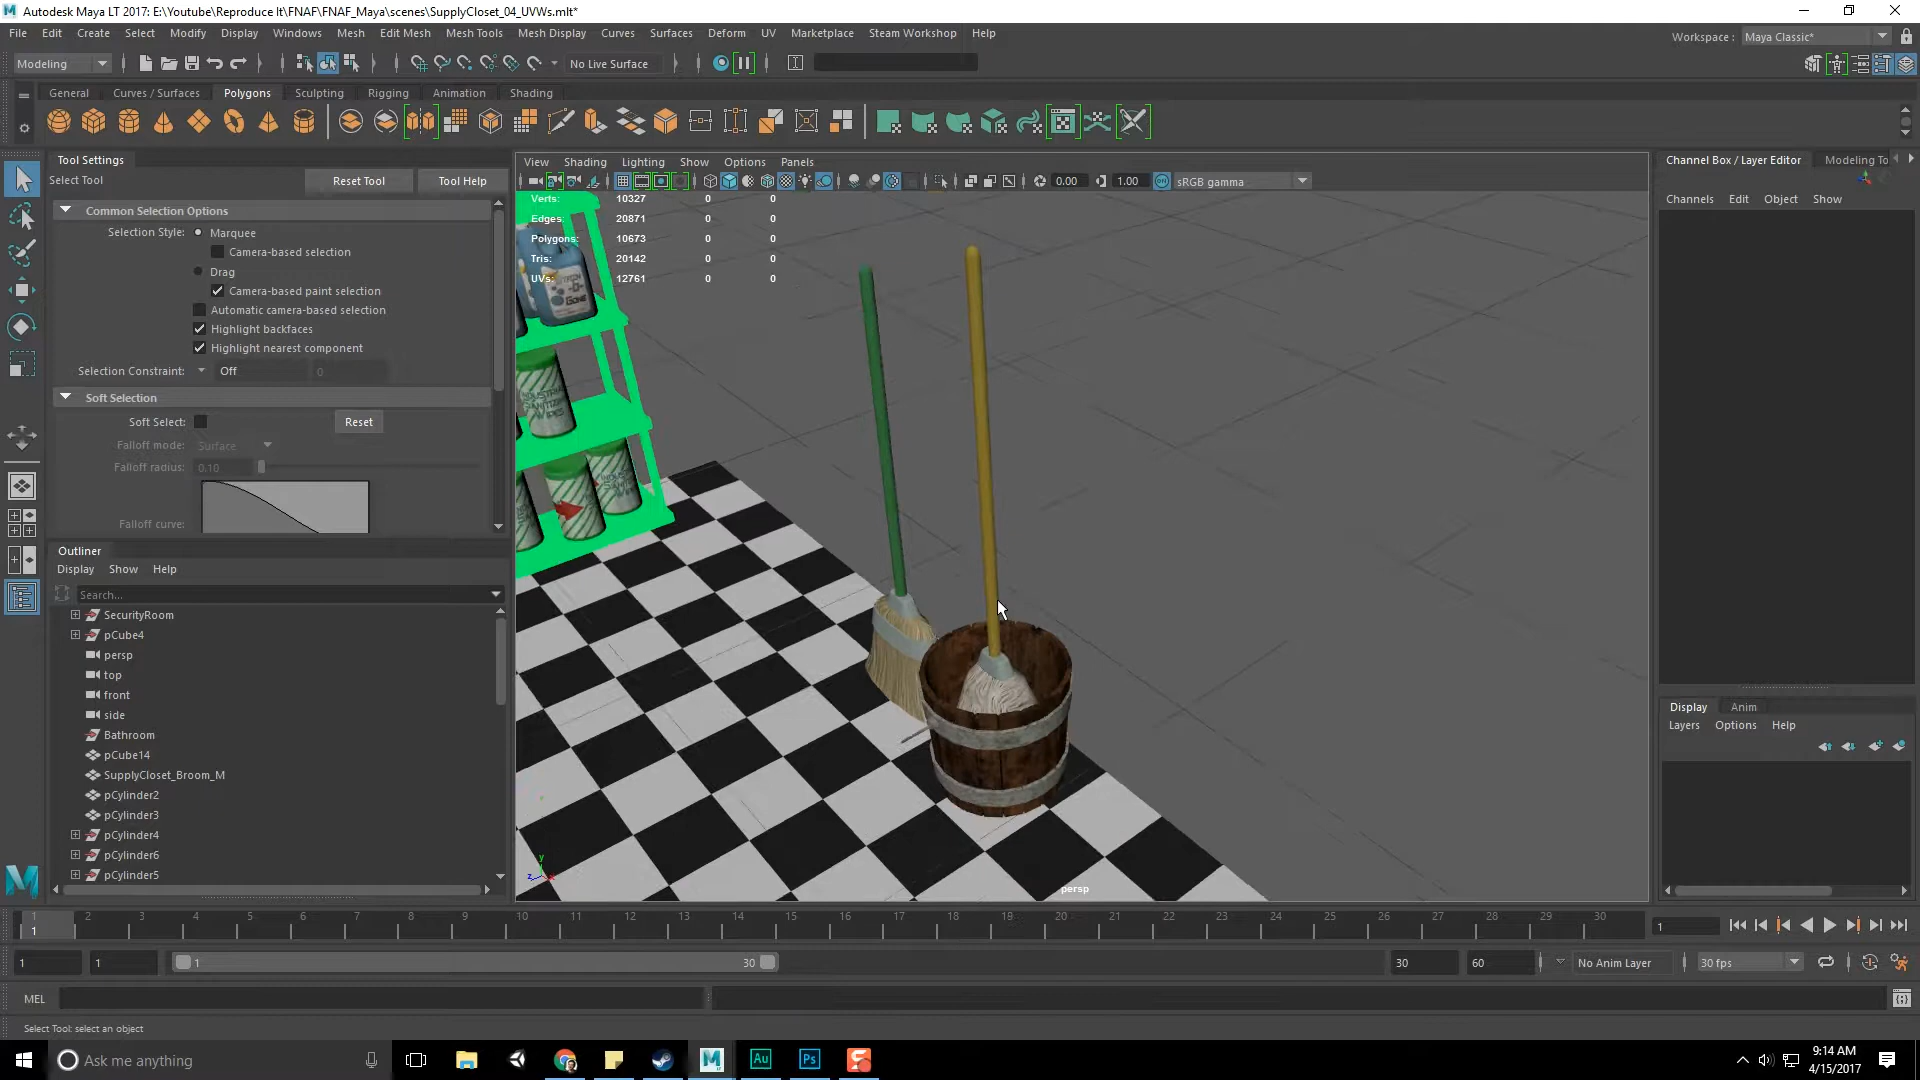 Autodesk Maya LT 2017: E:\Youtube\Reproduce It\FNAF\FNAF_Maya\scenes\SupplyCloset_04_UVWs.mlt*
File Edit Create Select Modify Display Windows Mesh Edit Mesh Mesh Tools Mesh Display Curves Surfaces Deform UV Marketplace Steam Workshop Help
Workspace : Maya Classic*
Modeling No Live Surface
General Curves / Surfaces Polygons Sculpting Rigging Animation Shading
Tool Settings
Select Tool Reset Tool Tool Help
Common Selection Options
Selection Style: Marquee
Camera-based selection
Drag
Camera-based paint selection
Automatic camera-based selection
Highlight backfaces
Highlight nearest component
Selection Constraint: Off 0
Soft Selection
Soft Select: Reset
Falloff mode: Surface
Falloff radius: 0.10
Falloff curve:
Outliner
Display Show Help
Search...
SecurityRoom
pCube4
persp
top
front
side
Bathroom
pCube14
SupplyCloset_Broom_M
pCylinder2
pCylinder3
pCylinder4
pCylinder6
pCylinder5
View Shading Lighting Show Options Panels
0.00 1.00 sRGB gamma
Verts: 10327 0 0
Edges: 20871 0 0
Polygons: 10673 0 0
Tris: 20142 0 0
UVs: 12761 0 0
Gone
INDUSTRIAL
SANITARY
WIPES
y
z x
persp
Channel Box / Layer Editor Modeling To
Channels Edit Object Show
Display Anim
Layers Options Help
1 2 3 4 5 6 7 8 9 10 11 12 13 14 15 16 17 18 19 20 21 22 23 24 25 26 27 28 29 30
1 1
1 1 1 30 30 60 No Anim Layer 30 fps
MEL
Select Tool: select an object
Ask me anything
Au Ps
9:14 AM
4/15/2017